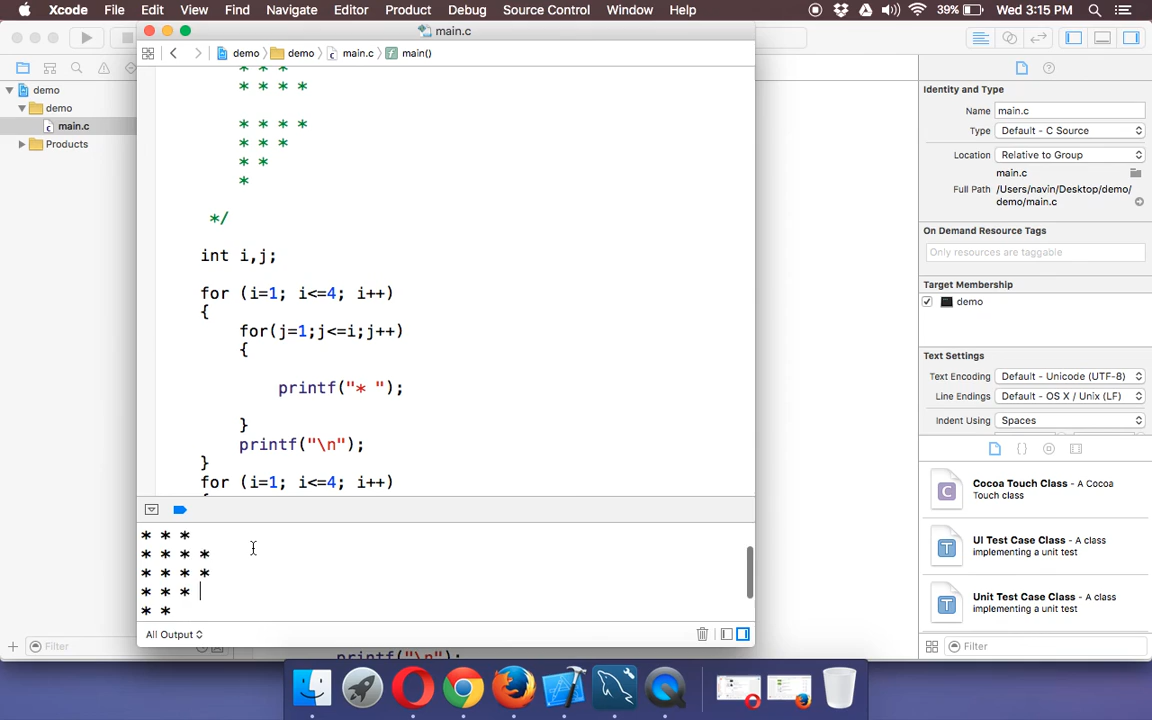 Xcode File Edit View Find Navigate Editor Product Debug Source Control Window Help 39% Wed 3:15 PM
main.c
demo demo main.c main()
demo
demo
main.c
Products
* * *
* * * *
* * * *
* * *
* *
*
*/
int i,j;
for (i=1; i<=4; i++)
{
for(j=1;j<=i;j++)
{
printf("* ");
}
printf("\n");
}
for (i=1; i<=4; i++)
* * *
* * * *
* * * *
* * *
* *
All Output
printf("\n");
Filter
Identity and Type
Name main.c
Type Default - C Source
Location Relative to Group
main.c
Full Path /Users/navin/Desktop/demo/
demo/main.c
On Demand Resource Tags
Only resources are taggable
Target Membership
demo
Text Settings
Text Encoding Default - Unicode (UTF-8)
Line Endings Default - OS X / Unix (LF)
Indent Using Spaces
Cocoa Touch Class - A Cocoa
Touch class
UI Test Case Class - A class
implementing a unit test
Unit Test Case Class - A class
implementing a unit test
Filter